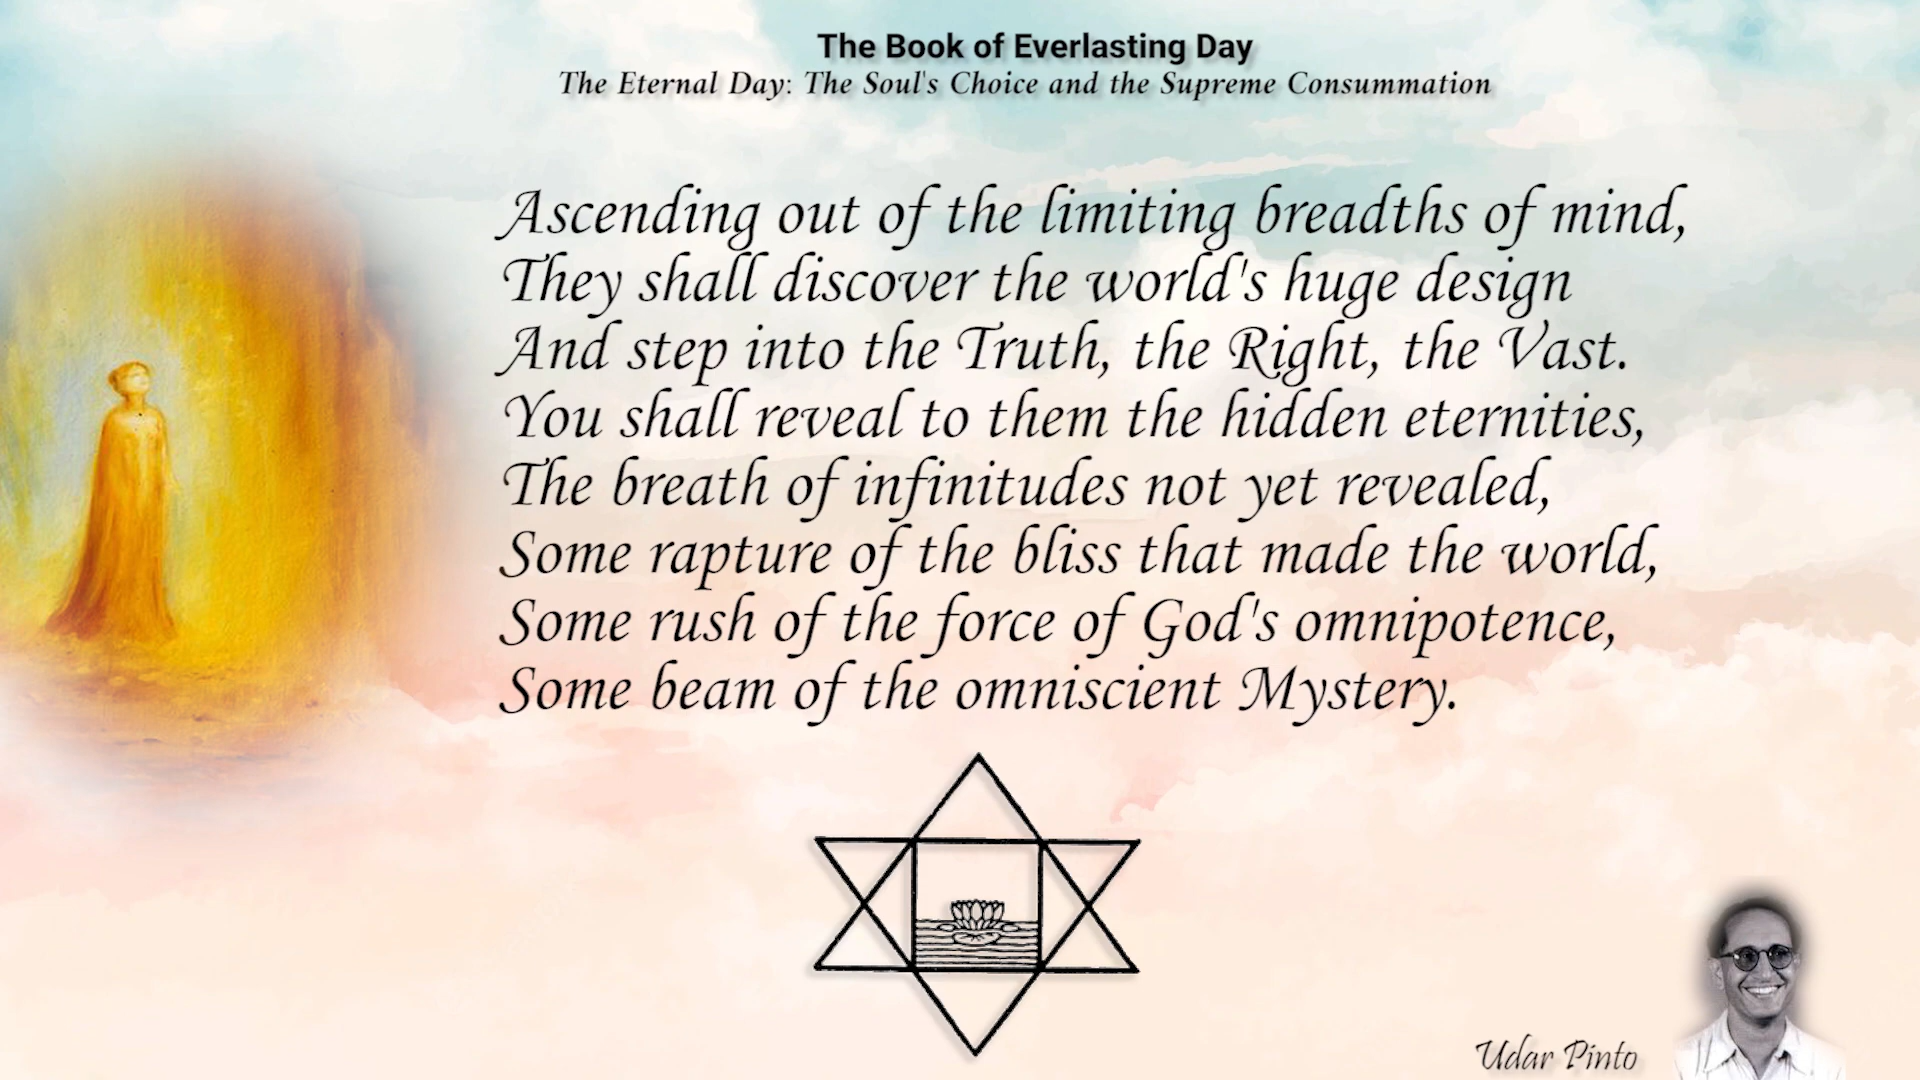 The Book of Everlasting Day
The Eternal Day: The Soul's Choice and the Supreme Consummation
Ascending out of the limiting breadths of mind,
They shall discover the world's huge design
And step into the Truth, the Right, the Vast.
You shall reveal to them the hidden eternities,
The breath of infinitudes not yet revealed,
Some rapture of the bliss that made the world,
Some rush of the force of God's omnipotence,
Some beam of the omniscient Mystery.
Udar Pinto